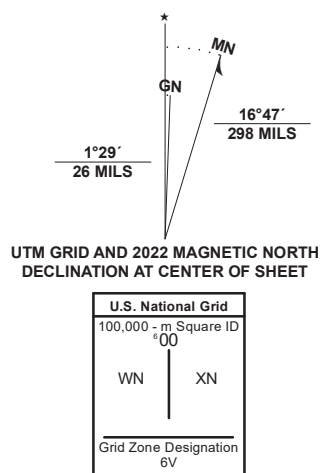 ★
MN
GN
16°47´
298 MILS
1°29´
26 MILS
UTM GRID AND 2022 MAGNETIC NORTH
DECLINATION AT CENTER OF SHEET
U.S. National Grid
100,000 - m Square ID
⁶00
WN XN
Grid Zone Designation
6V